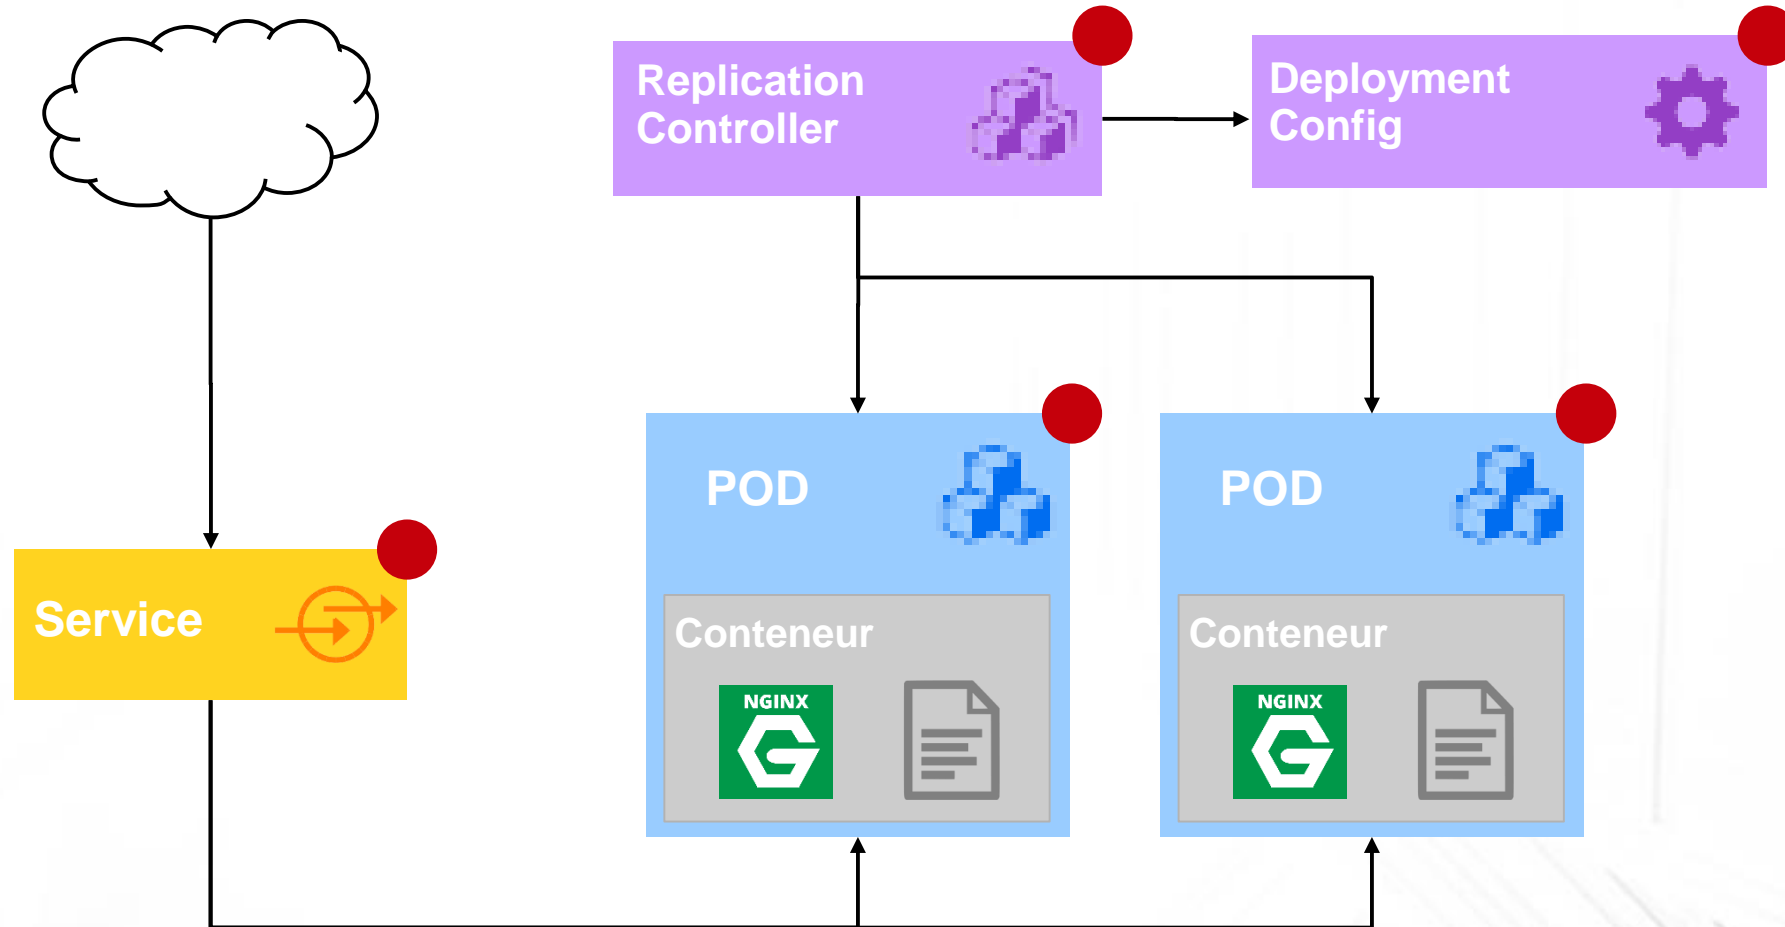 Replication
Controller
Deployment
Config
POD
POD
Service
Conteneur
Conteneur
NGINX
NGINX